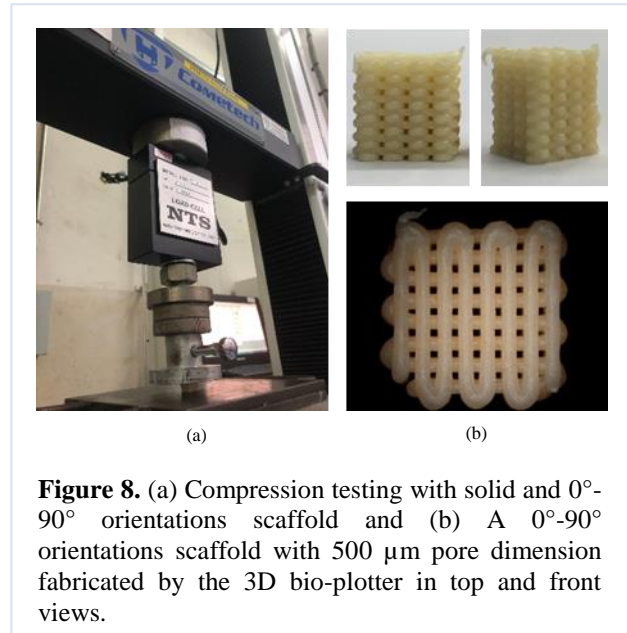 Cometech
LOAD CELL
NTS
(a)
(b)
Figure 8. (a) Compression testing with solid and 0°-
90° orientations scaffold and (b) A 0°-90°
orientations scaffold with 500 µm pore dimension
fabricated by the 3D bio-plotter in top and front
views.